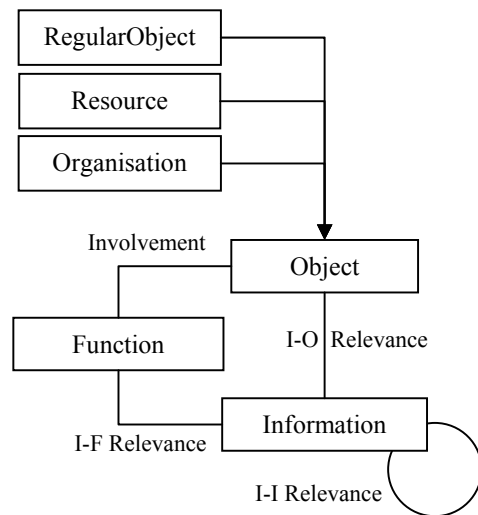 RegularObject
Resource
Organisation
Involvement
Object
Function
I-O Relevance
Information
I-F Relevance
I-I Relevance